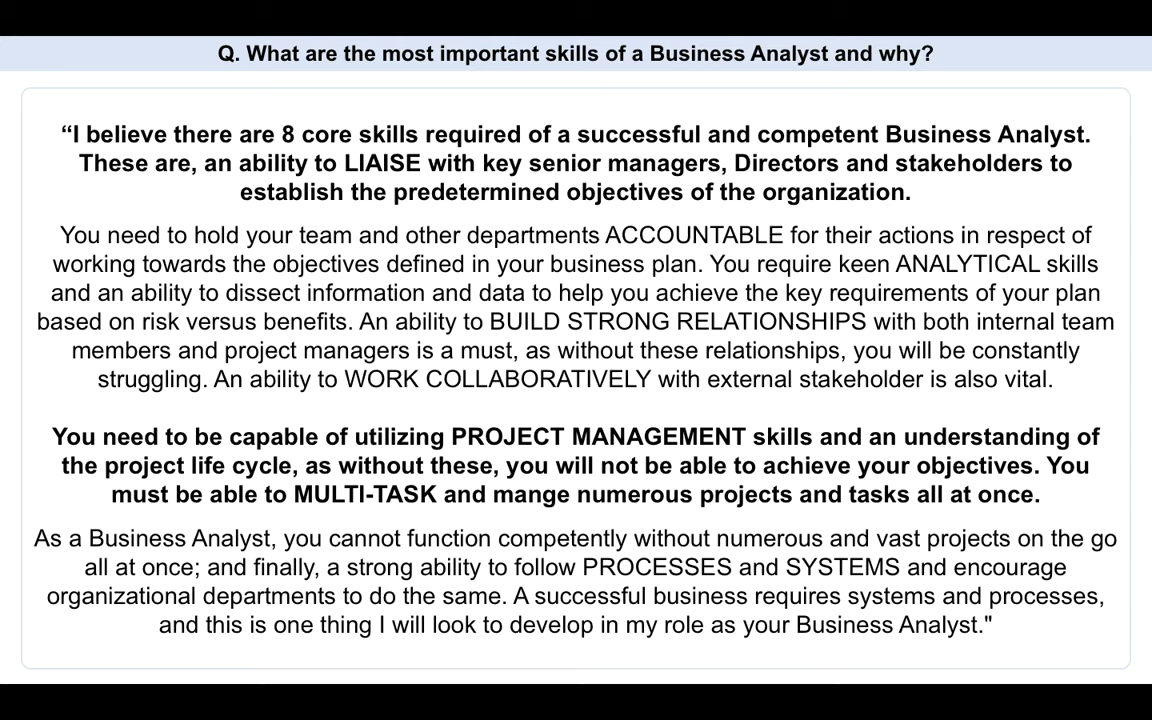 Q. What are the most important skills of a Business Analyst and why?
“I believe there are 8 core skills required of a successful and competent Business Analyst.
These are, an ability to LIAISE with key senior managers, Directors and stakeholders to
establish the predetermined objectives of the organization.
You need to hold your team and other departments ACCOUNTABLE for their actions in respect of
working towards the objectives defined in your business plan. You require keen ANALYTICAL skills
and an ability to dissect information and data to help you achieve the key requirements of your plan
based on risk versus benefits. An ability to BUILD STRONG RELATIONSHIPS with both internal team
members and project managers is a must, as without these relationships, you will be constantly
struggling. An ability to WORK COLLABORATIVELY with external stakeholder is also vital.
You need to be capable of utilizing PROJECT MANAGEMENT skills and an understanding of
the project life cycle, as without these, you will not be able to achieve your objectives. You
must be able to MULTI-TASK and mange numerous projects and tasks all at once.
As a Business Analyst, you cannot function competently without numerous and vast projects on the go
all at once; and finally, a strong ability to follow PROCESSES and SYSTEMS and encourage
organizational departments to do the same. A successful business requires systems and processes,
and this is one thing I will look to develop in my role as your Business Analyst."